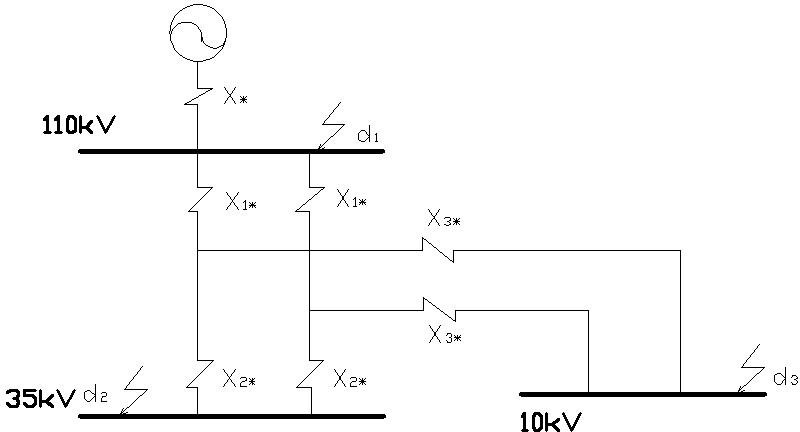 X*
110kV
d1
X1*
X1*
X3*
X3*
X2*
X2*
35kV
d2
d3
10kV